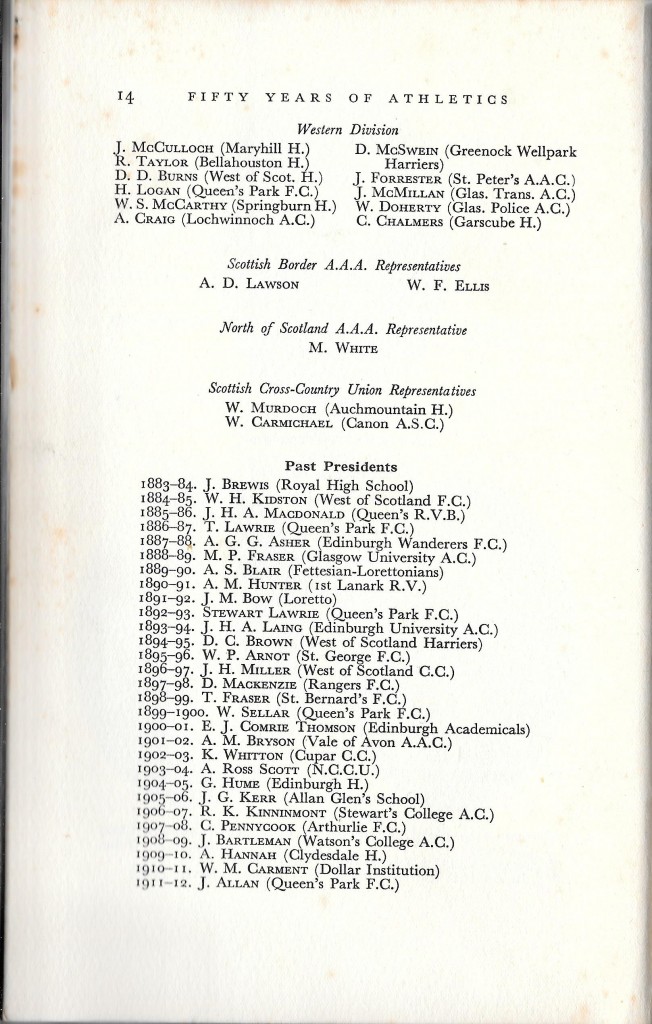 14 FIFTY YEARS OF ATHLETICS
Western Division
J. McCulloch (Maryhill H.)
R. Taylor (Bellahouston H.)
D. D. Burns (West of Scot. H.)
H. Logan (Queen's Park F.C.)
W. S. McCarthy (Springburn H.)
A. Craig (Lochwinnoch A.C.)
D. McSwein (Greenock Wellpark
Harriers)
J. Forrester (St. Peter's A.A.C.)
J. McMillan (Glas. Trans. A.C.)
W. Doherty (Glas. Police A.C.)
C. Chalmers (Garscube H.)
Scottish Border A.A.A. Representatives
A. D. Lawson W. F. Ellis
North of Scotland A.A.A. Representative
M. White
Scottish Cross-Country Union Representatives
W. Murdoch (Auchmountain H.)
W. Carmichael (Canon A.S.C.)
Past Presidents
1883–84. J. Brewis (Royal High School)
1884–85. W. H. Kidston (West of Scotland F.C.)
1885–86. J. H. A. Macdonald (Queen's R.V.B.)
1886–87. T. Lawrie (Queen's Park F.C.)
1887–88. A. G. G. Asher (Edinburgh Wanderers F.C.)
1888–89. M. P. Fraser (Glasgow University A.C.)
1889–90. A. S. Blair (Fettesian-Lorettonians)
1890–91. A. M. Hunter (1st Lanark R.V.)
1891–92. J. M. Bow (Loretto)
1892–93. Stewart Lawrie (Queen's Park F.C.)
1893–94. J. H. A. Laing (Edinburgh University A.C.)
1894–95. D. C. Brown (West of Scotland Harriers)
1895–96. W. P. Arnot (St. George F.C.)
1896–97. J. H. Miller (West of Scotland C.C.)
1897–98. D. Mackenzie (Rangers F.C.)
1898–99. T. Fraser (St. Bernard's F.C.)
1899–1900. W. Sellar (Queen's Park F.C.)
1900–01. E. J. Comrie Thomson (Edinburgh Academicals)
1901–02. A. M. Bryson (Vale of Avon A.A.C.)
1902–03. K. Whitton (Cupar C.C.)
1903–04. A. Ross Scott (N.C.C.U.)
1904–05. G. Hume (Edinburgh H.)
1905–06. J. G. Kerr (Allan Glen's School)
1906–07. R. K. Kinninmont (Stewart's College A.C.)
1907–08. C. Pennycook (Arthurlie F.C.)
1908–09. J. Bartleman (Watson's College A.C.)
1909–10. A. Hannah (Clydesdale H.)
1910–11. W. M. Carment (Dollar Institution)
1911–12. J. Allan (Queen's Park F.C.)